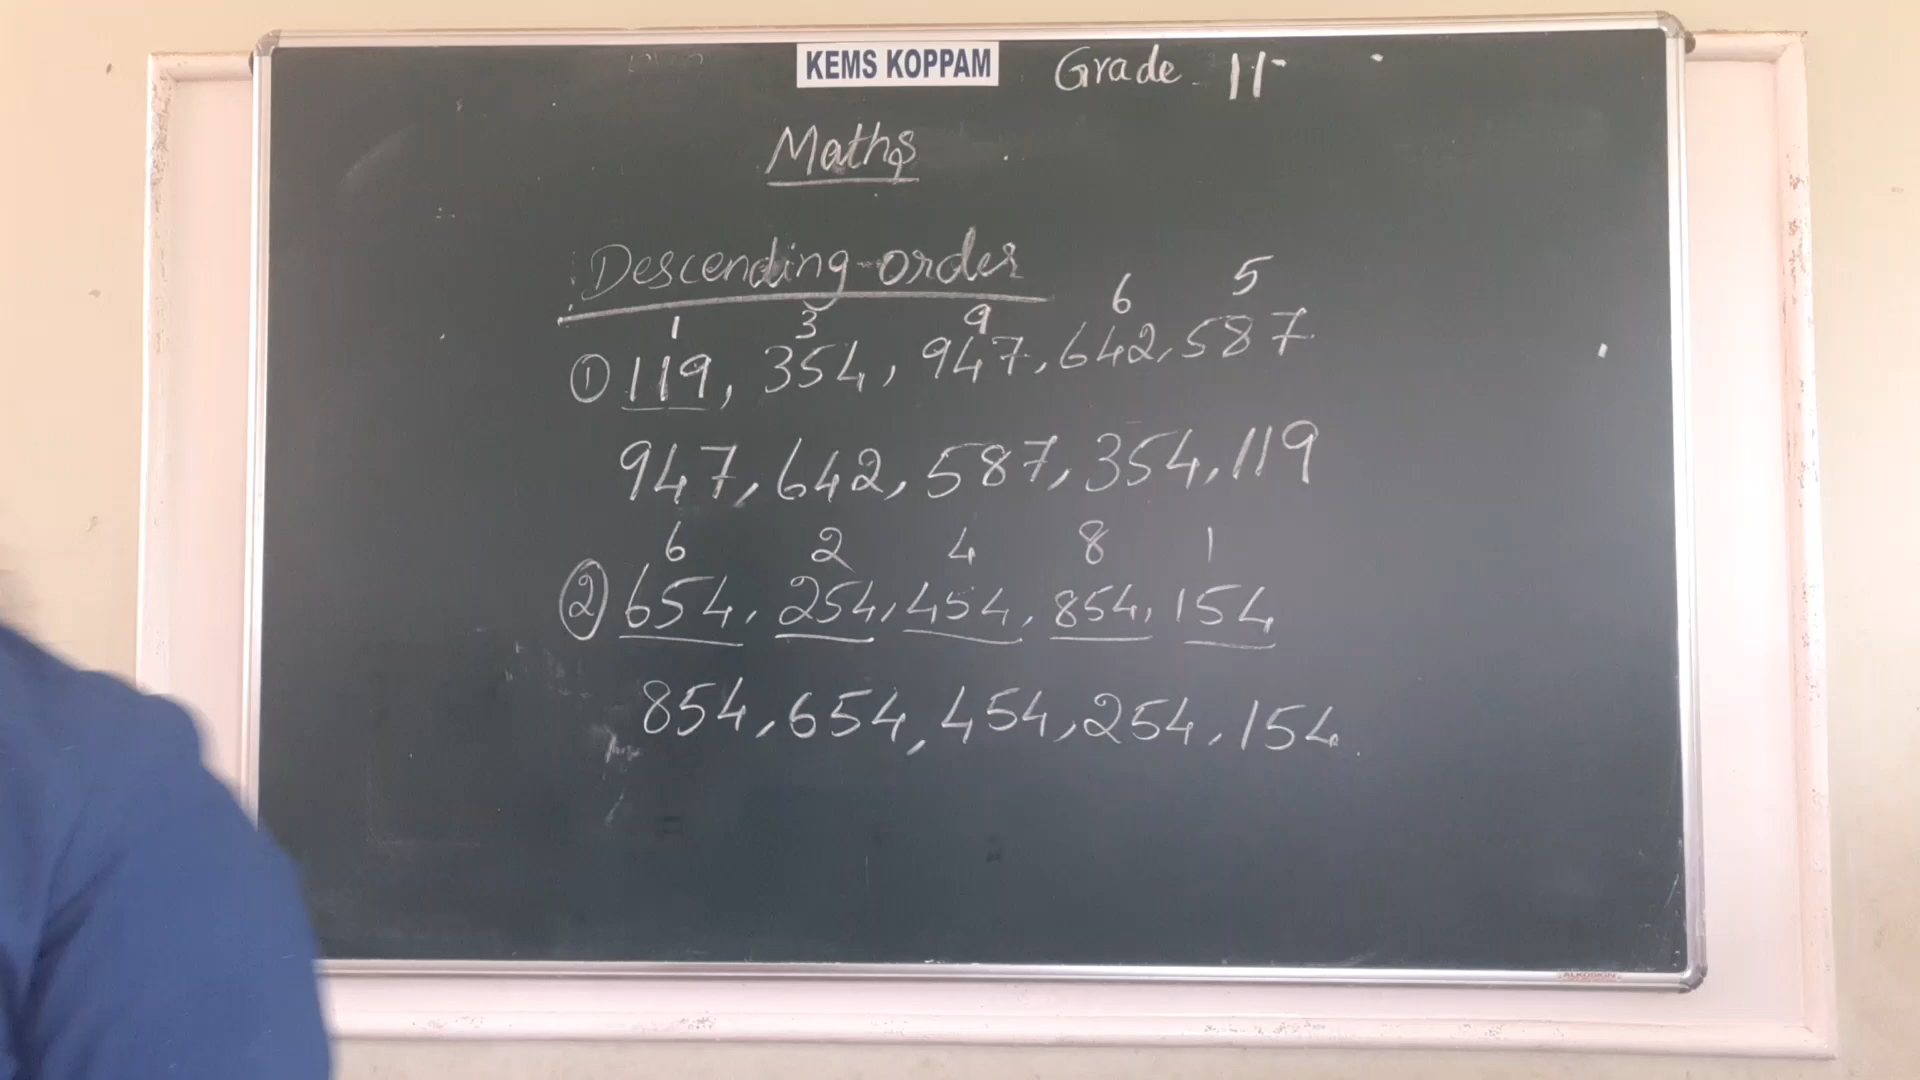 KEMS KOPPAM Grade - II
Maths
Descending order
1 3 9 6 5
① 119, 354, 947, 642, 587
947, 642, 587, 354, 119
6 2 4 8 1
② 654, 254, 454, 854, 154
854, 654, 454, 254, 154.